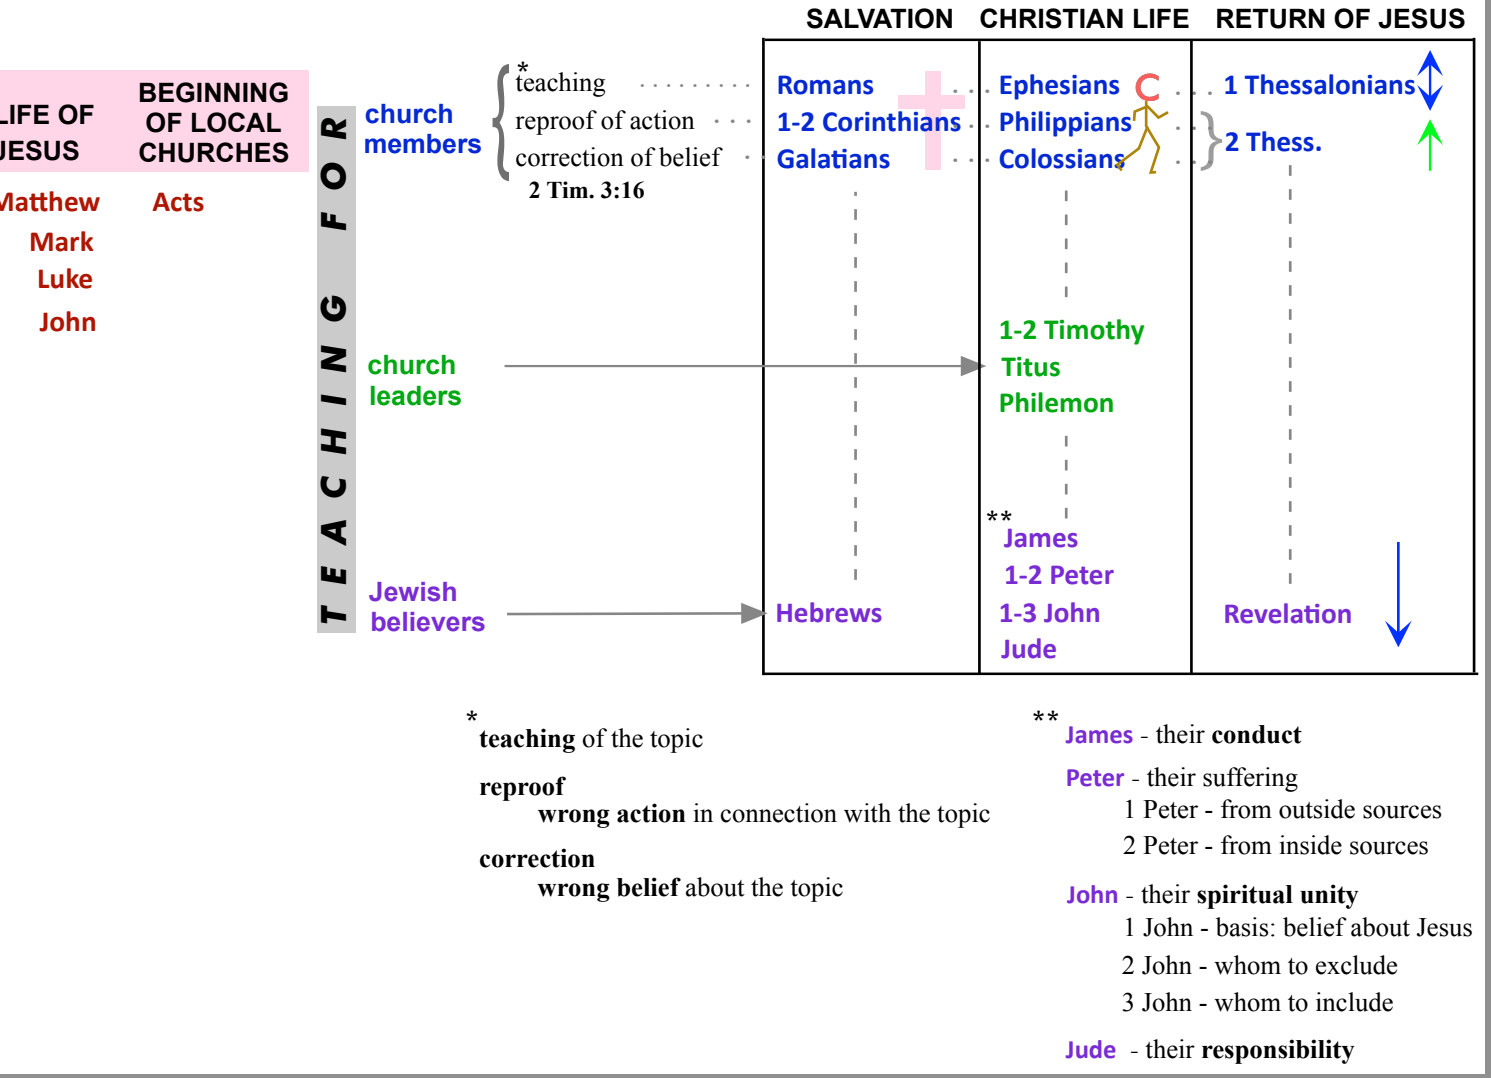 SALVATION CHRISTIAN LIFE RETURN OF JESUS
LIFE OF
JESUS
BEGINNING
OF LOCAL
CHURCHES
Matthew
Mark
Luke
John
Acts
TEACHING FOR
church
members
*
teaching
reproof of action
correction of belief
2 Tim. 3:16
Romans
1-2 Corinthians
Galatians
Ephesians
Philippians
Colossians
C
1 Thessalonians
2 Thess.
church
leaders
1-2 Timothy
Titus
Philemon
Jewish
believers
Hebrews
**
James
1-2 Peter
1-3 John
Jude
Revelation
*
teaching of the topic
reproof
wrong action in connection with the topic
correction
wrong belief about the topic
**
James - their conduct
Peter - their suffering
1 Peter - from outside sources
2 Peter - from inside sources
John - their spiritual unity
1 John - basis: belief about Jesus
2 John - whom to exclude
3 John - whom to include
Jude - their responsibility